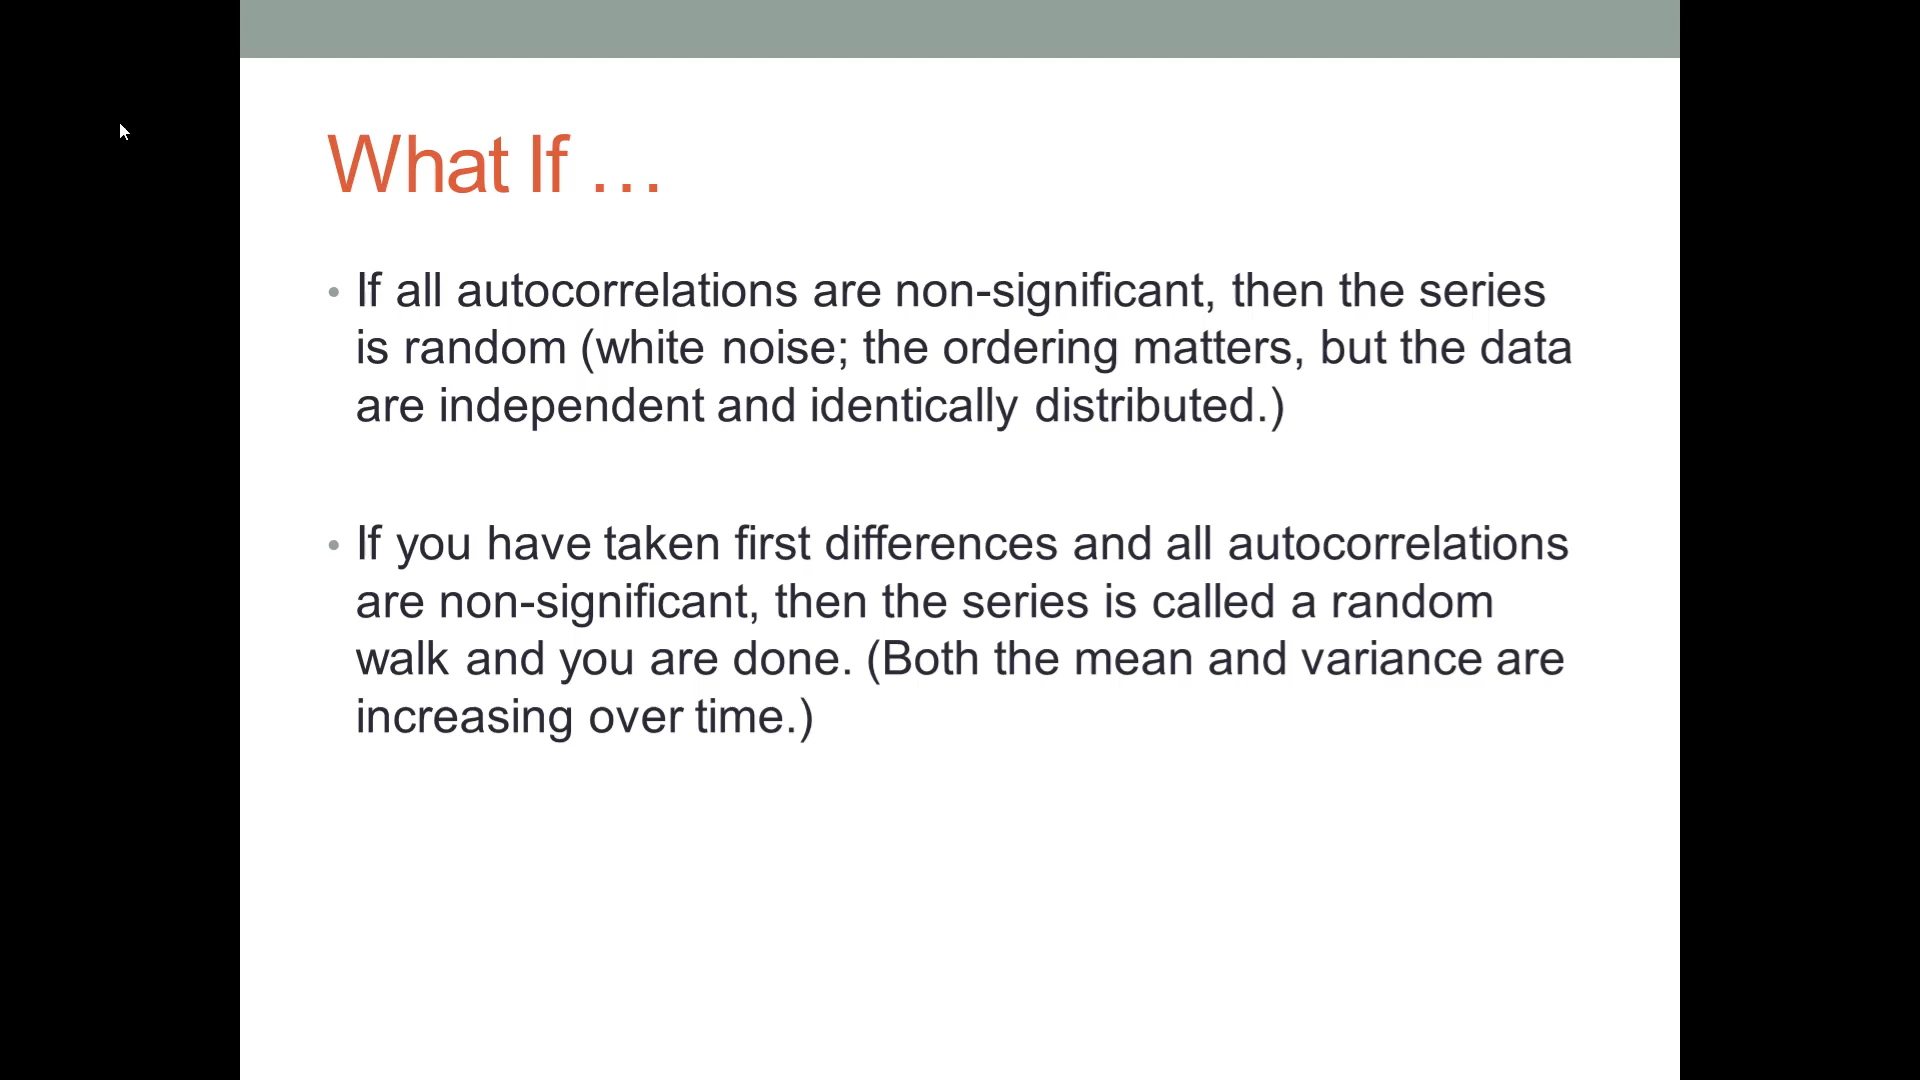 What If …
• If all autocorrelations are non-significant, then the series
is random (white noise; the ordering matters, but the data
are independent and identically distributed.)
• If you have taken first differences and all autocorrelations
are non-significant, then the series is called a random
walk and you are done. (Both the mean and variance are
increasing over time.)